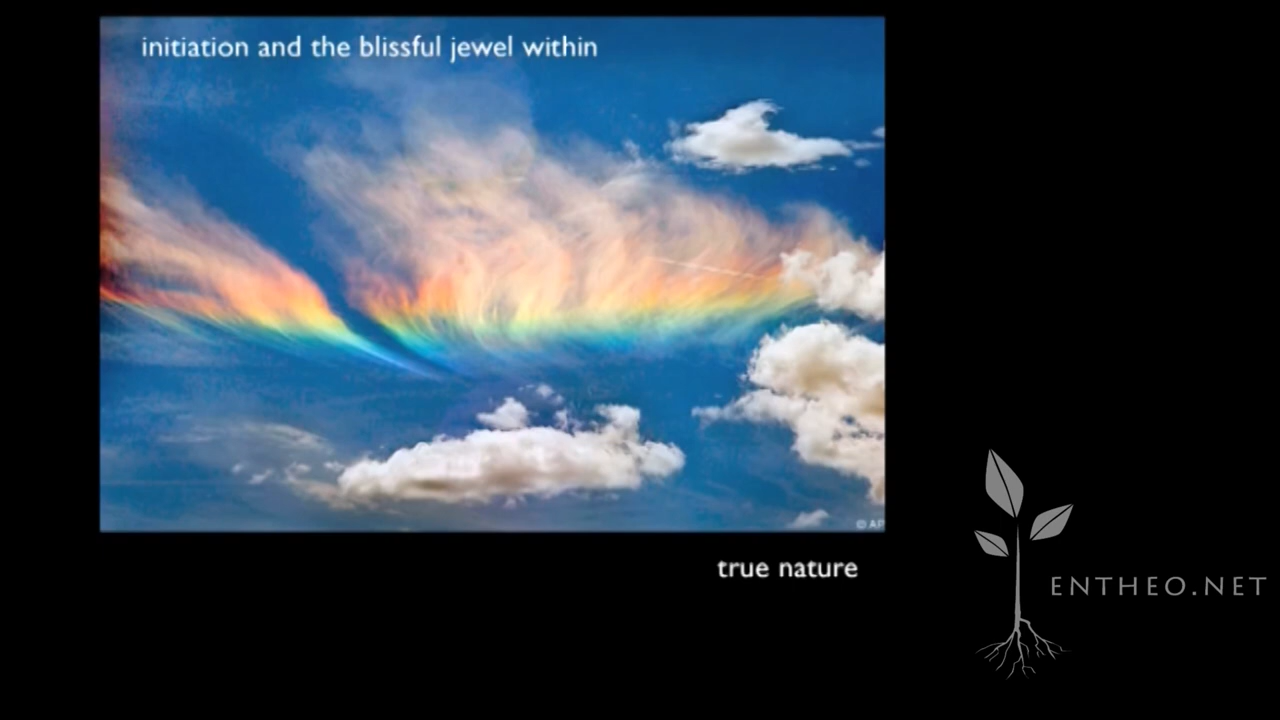 initiation and the blissful jewel within
© AP
true nature
ENTHEO.NET